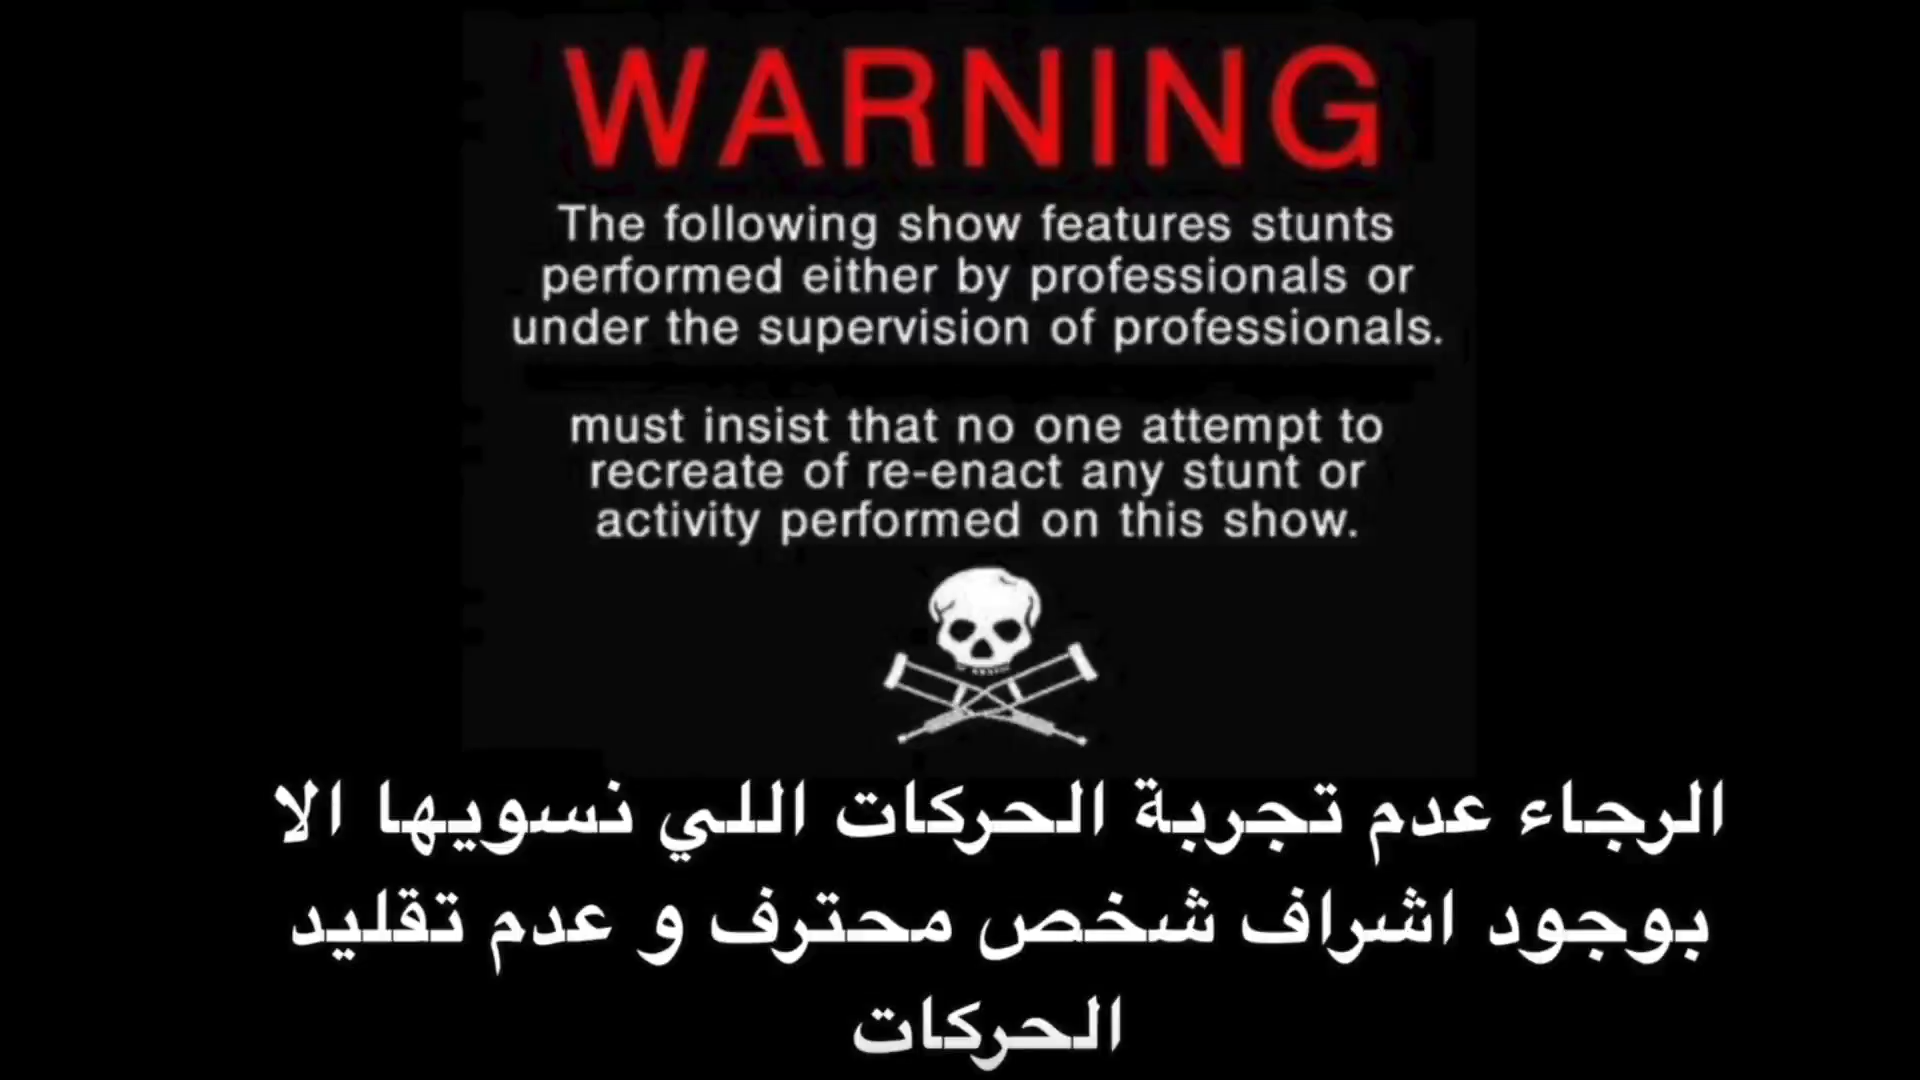 WARNING
The following show features stunts
performed either by professionals or
under the supervision of professionals.
must insist that no one attempt to
recreate of re-enact any stunt or
activity performed on this show.
الرجاء عدم تجربة الحركات اللي نسويها الا
بوجود اشراف شخص محترف و عدم تقليد
الحركات